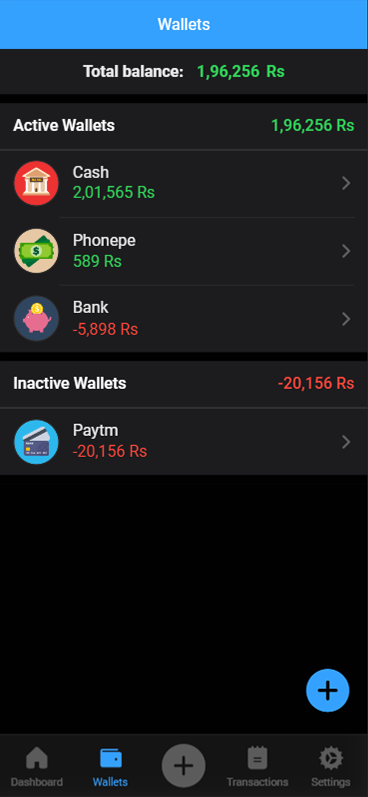 Wallets
Total balance: 1,96,256 Rs
Active Wallets 1,96,256 Rs
Cash
2,01,565 Rs
Phonepe
589 Rs
Bank
-5,898 Rs
Inactive Wallets -20,156 Rs
Paytm
-20,156 Rs
Dashboard Wallets Transactions Settings